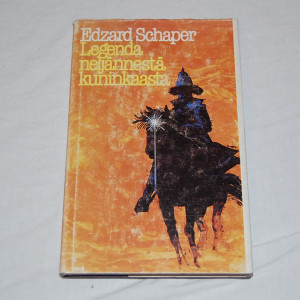 Edzard Schaper
Legenda
neljännestä
kuninkaasta